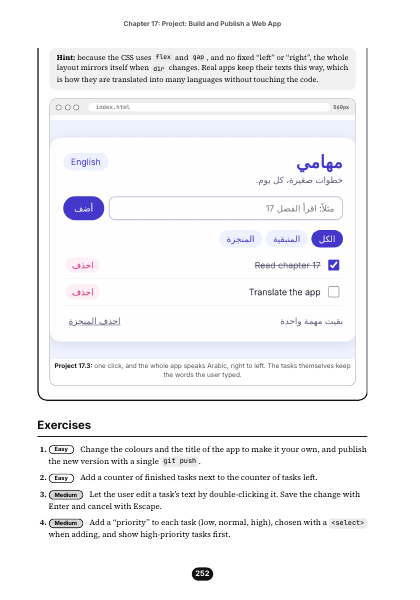 Chapter 17: Project: Build and Publish a Web App
Hint: because the CSS uses flex and gap, and no fixed “left” or “right”, the whole
layout mirrors itself when dir changes. Real apps keep their texts this way, which
is how they are translated into many languages without touching the code.
index.html 560px
English مهامي
خطوات صغيرة، كل يوم.
مثلاً: اقرأ الفصل 17 أضف
الكل المتبقية المنجزة
Read chapter 17 احذف
Translate the app احذف
بقيت مهمة واحدة احذف المنجزة
Project 17.3: one click, and the whole app speaks Arabic, right to left. The tasks themselves keep
the words the user typed.
Exercises
1. Easy Change the colours and the title of the app to make it your own, and publish
the new version with a single git push.
2. Easy Add a counter of finished tasks next to the counter of tasks left.
3. Medium Let the user edit a task’s text by double-clicking it. Save the change with
Enter and cancel with Escape.
4. Medium Add a “priority” to each task (low, normal, high), chosen with a <select>
when adding, and show high-priority tasks first.
252